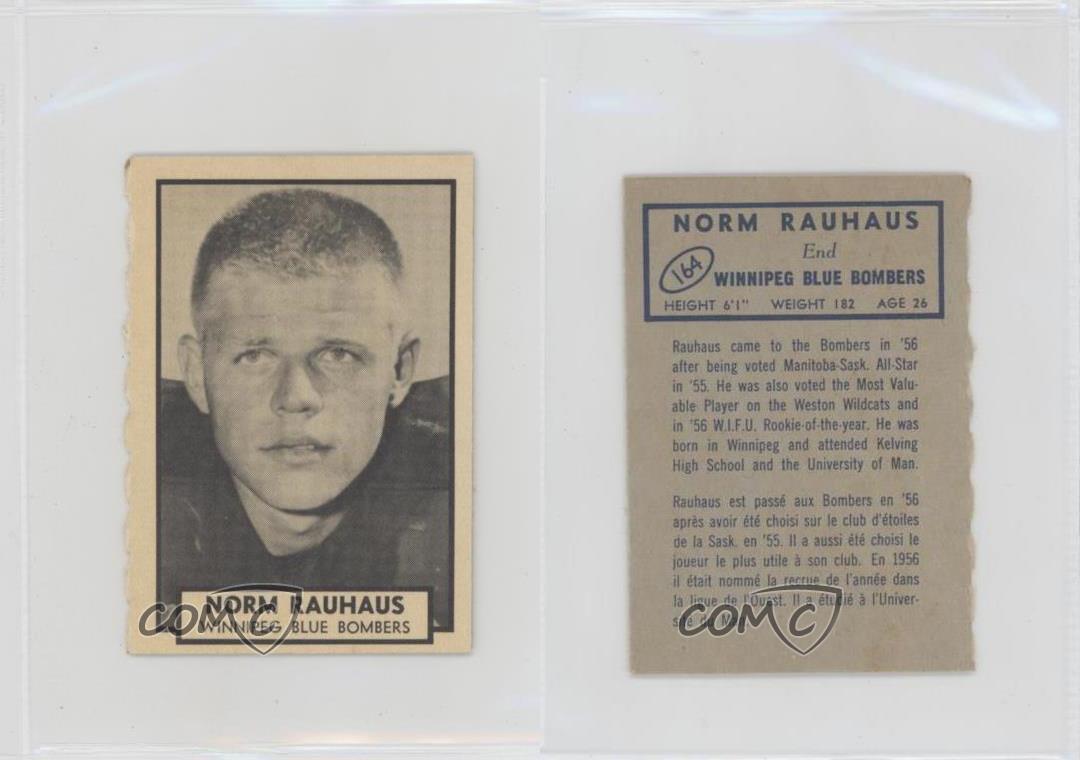 NORM RAUHAUS
WINNIPEG BLUE BOMBERS
COMC
NORM RAUHAUS
End
164
WINNIPEG BLUE BOMBERS
HEIGHT 6'1" WEIGHT 182 AGE 26
Rauhaus came to the Bombers in '56
after being voted Manitoba-Sask. All-Star
in '55. He was also voted the Most Valu-
able Player on the Weston Wildcats and
in '56 W.I.F.U. Rookie-of-the-year. He was
born in Winnipeg and attended Kelving
High School and the University of Man.
Rauhaus est passé aux Bombers en '56
après avoir été choisi sur le club d'étoiles
de la Sask. en '55. Il a aussi été choisi le
joueur le plus utile à son club. En 1956
il était nommé la recrue de l'année dans
la ligue de l'Ouest. Il a étudié à l'Univer-
sité du Man.
COMC